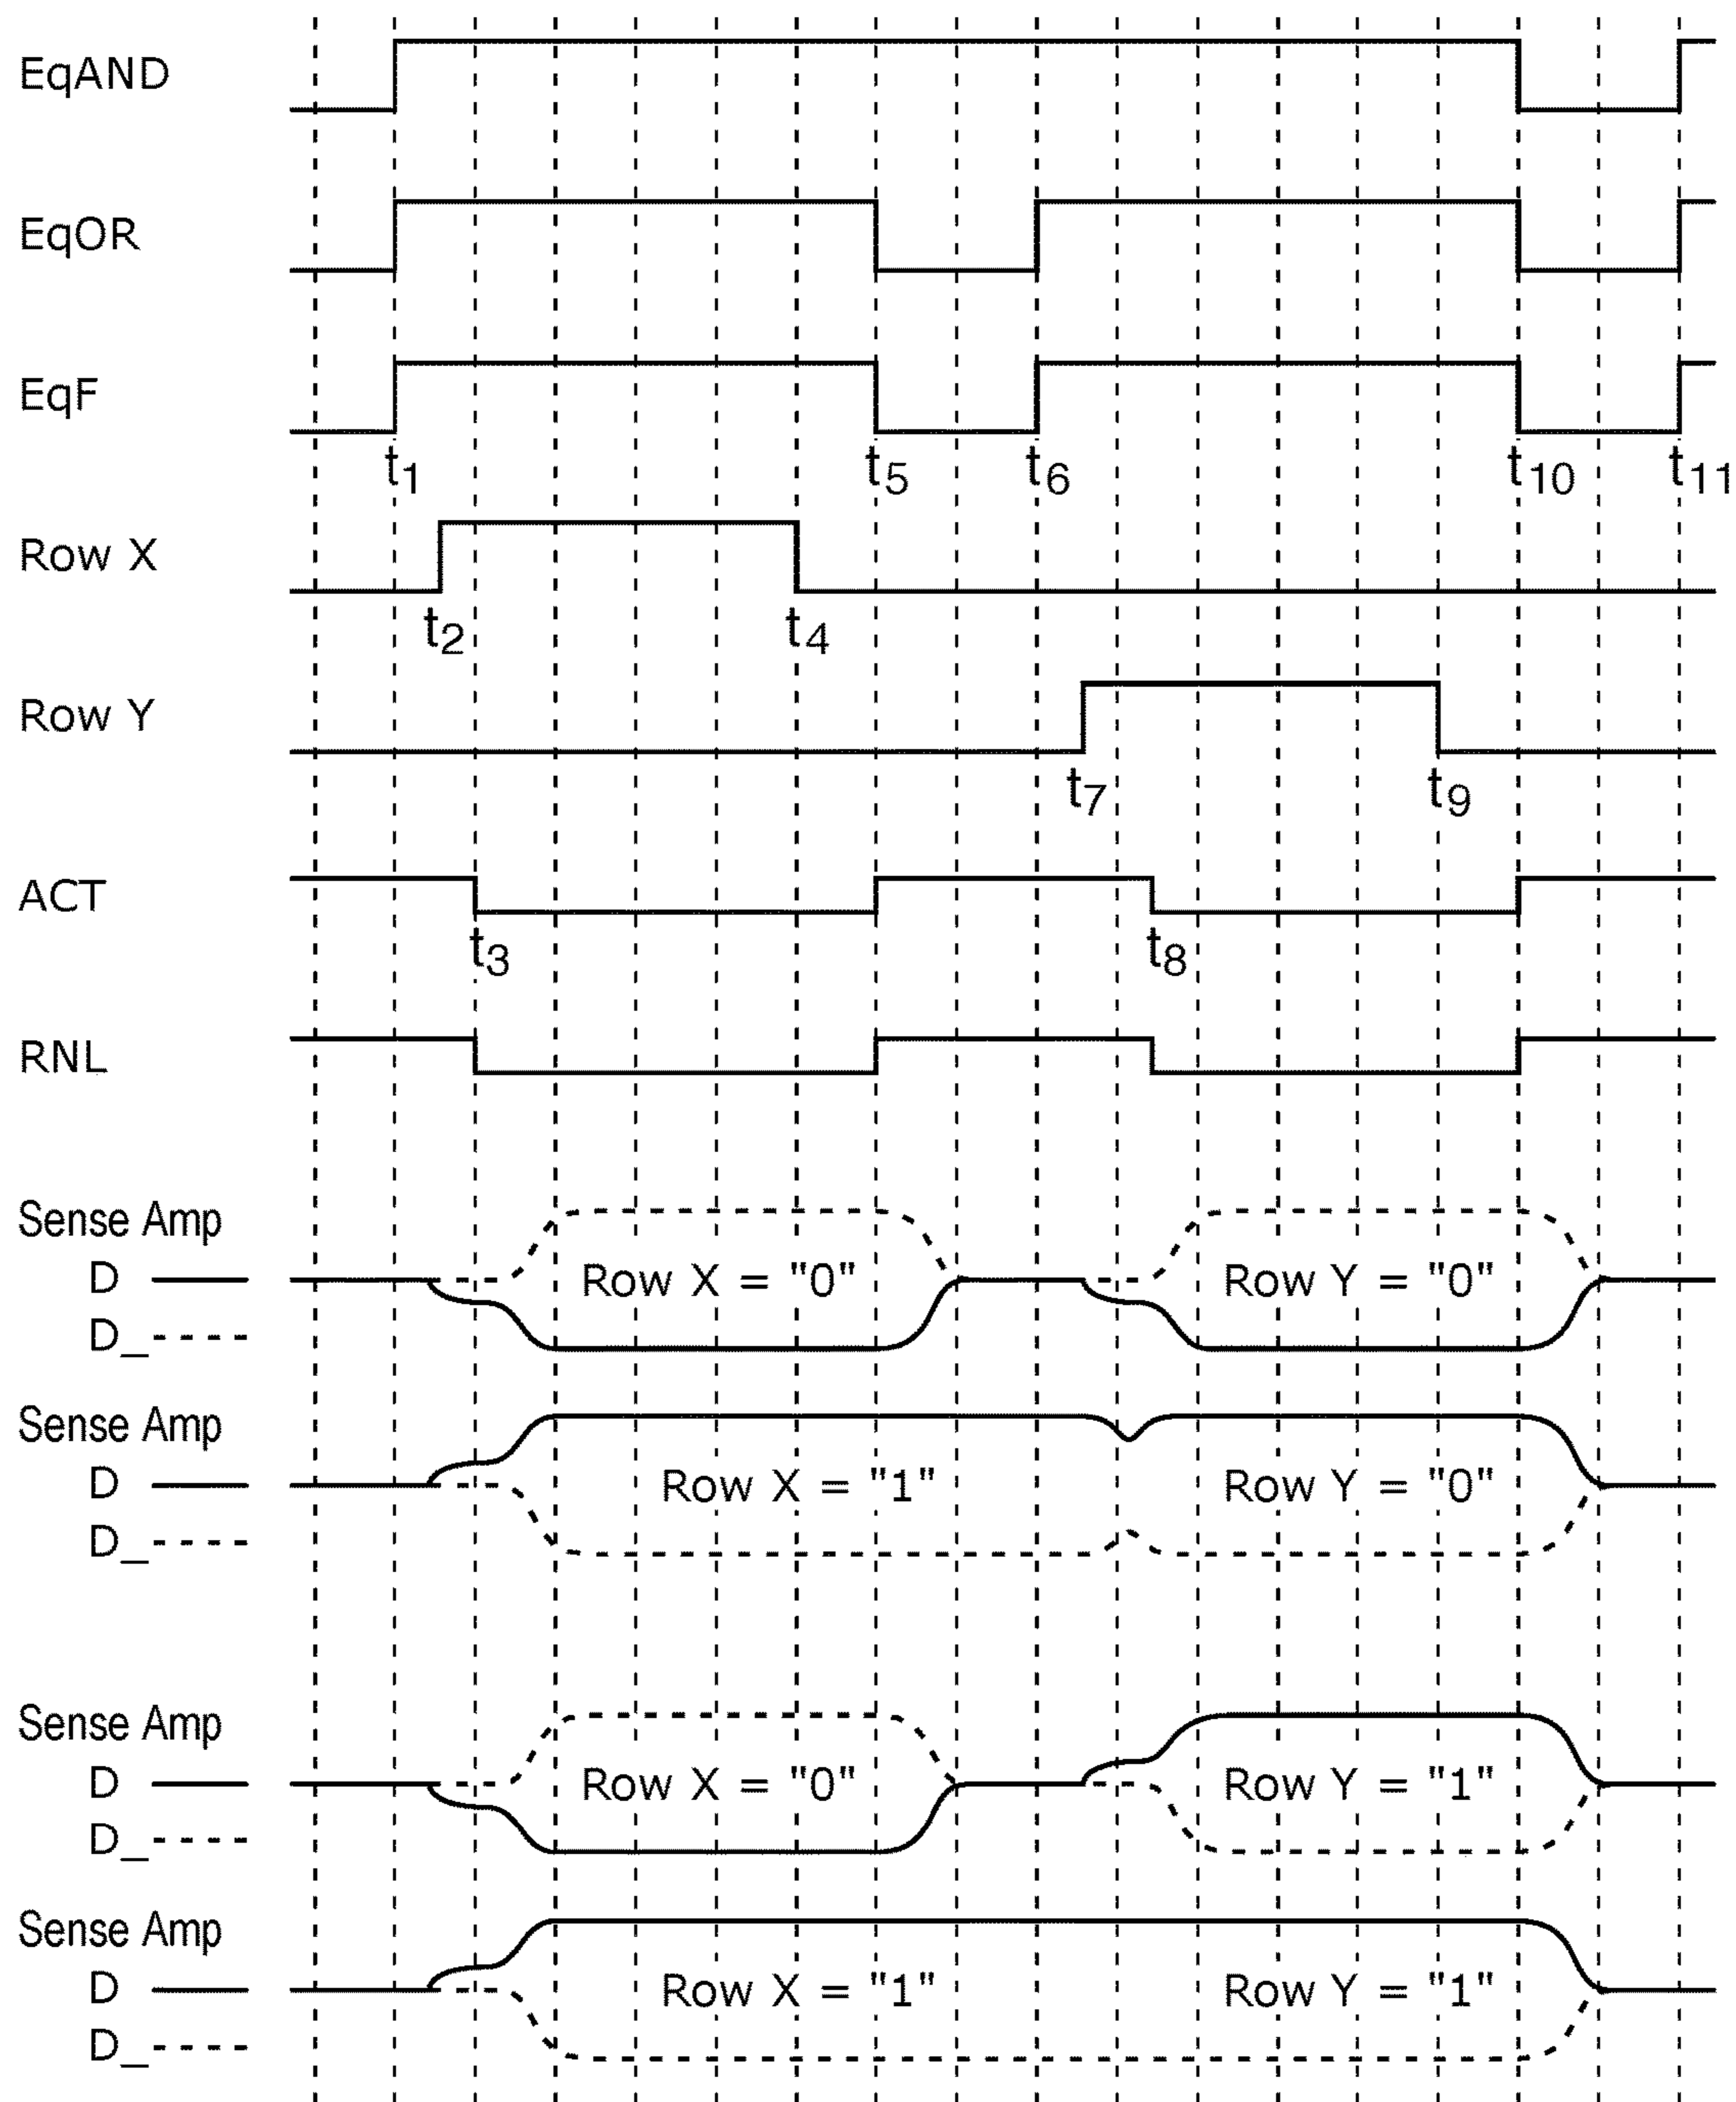 EqAND
EqOR
EqF
t1 t5 t6 t10 t11
Row X
t2 t4
Row Y
t7 t9
ACT
t3 t8
RNL
Sense Amp
D Row X = "0" Row Y = "0"
D_
Sense Amp
D Row X = "1" Row Y = "0"
D_
Sense Amp
D Row X = "0" Row Y = "1"
D_
Sense Amp
D Row X = "1" Row Y = "1"
D_